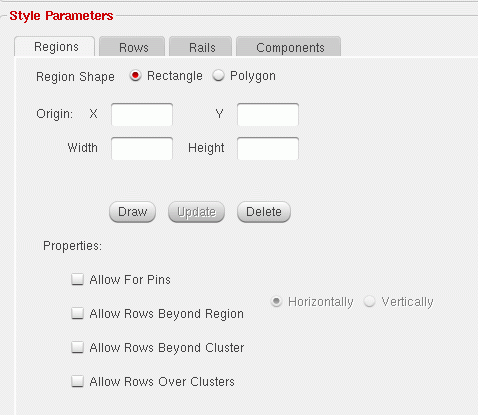 Style Parameters
Regions Rows Rails Components
Region Shape Rectangle Polygon
Origin: X Y
Width Height
Draw Update Delete
Properties:
Allow For Pins
Horizontally Vertically
Allow Rows Beyond Region
Allow Rows Beyond Cluster
Allow Rows Over Clusters